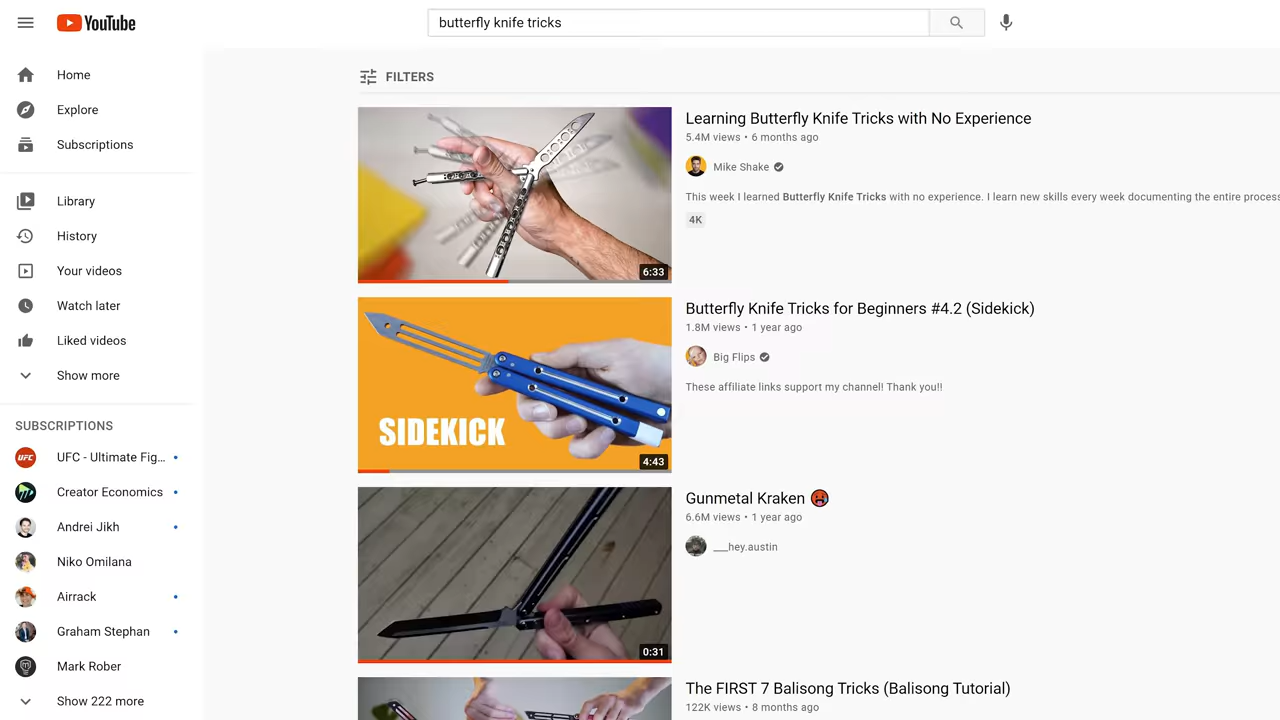 YouTube
butterfly knife tricks
Home
Explore
Subscriptions
Library
History
Your videos
Watch later
Liked videos
Show more
SUBSCRIPTIONS
UFC
UFC - Ultimate Fig...
Creator Economics
Andrei Jikh
Niko Omilana
Airrack
Graham Stephan
Mark Rober
Show 222 more
FILTERS
6:33
Learning Butterfly Knife Tricks with No Experience
5.4M views • 6 months ago
Mike Shake
This week I learned Butterfly Knife Tricks with no experience. I learn new skills every week documenting the entire process
4K
SIDEKICK
4:43
Butterfly Knife Tricks for Beginners #4.2 (Sidekick)
1.8M views • 1 year ago
Big Flips
These affiliate links support my channel! Thank you!!
0:31
Gunmetal Kraken 🥵
6.6M views • 1 year ago
___hey.austin
The FIRST 7 Balisong Tricks (Balisong Tutorial)
122K views • 8 months ago